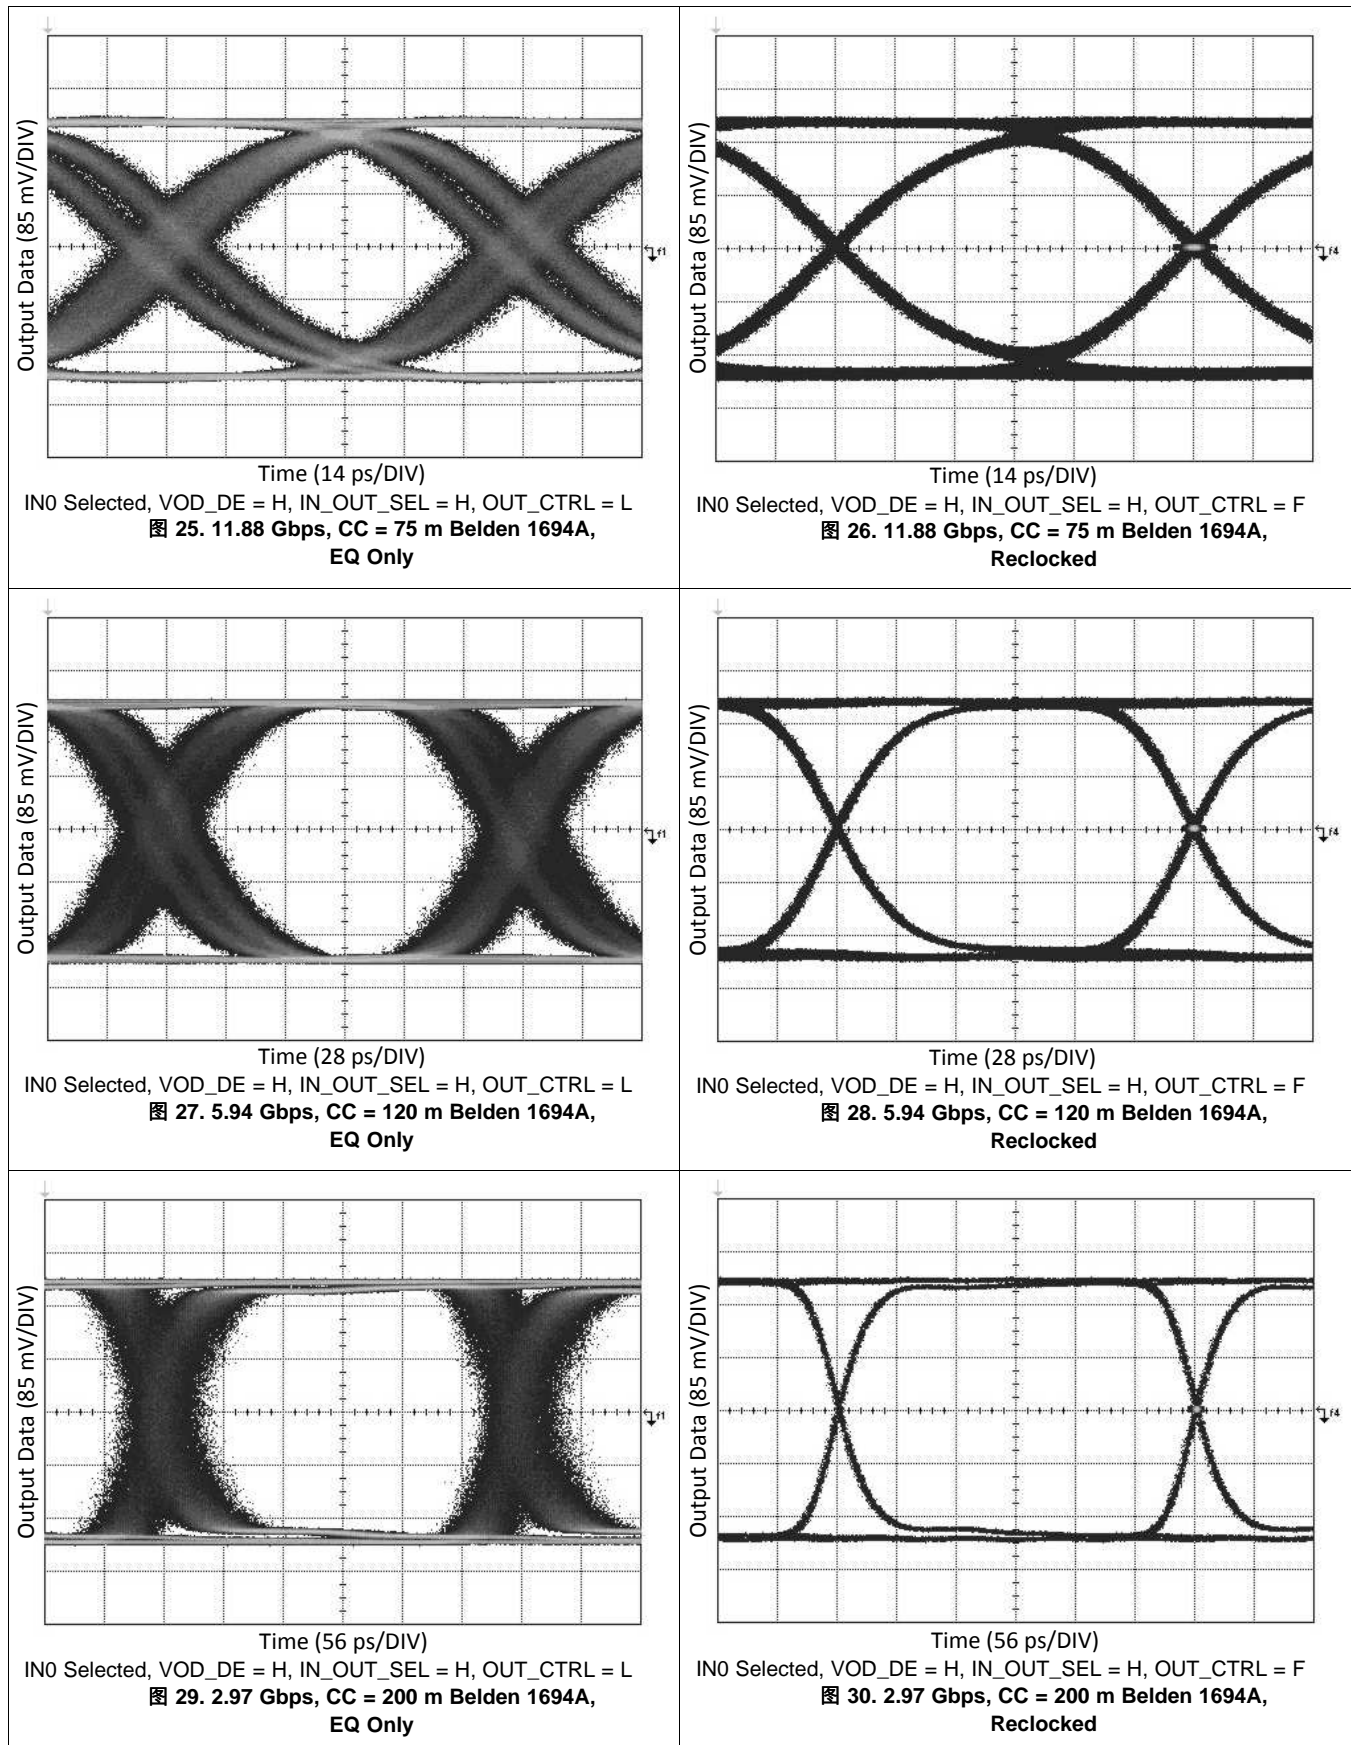 Output Data (85 mV/DIV)
f1
Time (14 ps/DIV)
IN0 Selected, VOD_DE = H, IN_OUT_SEL = H, OUT_CTRL = L
图 25. 11.88 Gbps, CC = 75 m Belden 1694A,
EQ Only
Output Data (85 mV/DIV)
f4
Time (14 ps/DIV)
IN0 Selected, VOD_DE = H, IN_OUT_SEL = H, OUT_CTRL = F
图 26. 11.88 Gbps, CC = 75 m Belden 1694A,
Reclocked
Output Data (85 mV/DIV)
f1
Time (28 ps/DIV)
IN0 Selected, VOD_DE = H, IN_OUT_SEL = H, OUT_CTRL = L
图 27. 5.94 Gbps, CC = 120 m Belden 1694A,
EQ Only
Output Data (85 mV/DIV)
f4
Time (28 ps/DIV)
IN0 Selected, VOD_DE = H, IN_OUT_SEL = H, OUT_CTRL = F
图 28. 5.94 Gbps, CC = 120 m Belden 1694A,
Reclocked
Output Data (85 mV/DIV)
f1
Time (56 ps/DIV)
IN0 Selected, VOD_DE = H, IN_OUT_SEL = H, OUT_CTRL = L
图 29. 2.97 Gbps, CC = 200 m Belden 1694A,
EQ Only
Output Data (85 mV/DIV)
f4
Time (56 ps/DIV)
IN0 Selected, VOD_DE = H, IN_OUT_SEL = H, OUT_CTRL = F
图 30. 2.97 Gbps, CC = 200 m Belden 1694A,
Reclocked